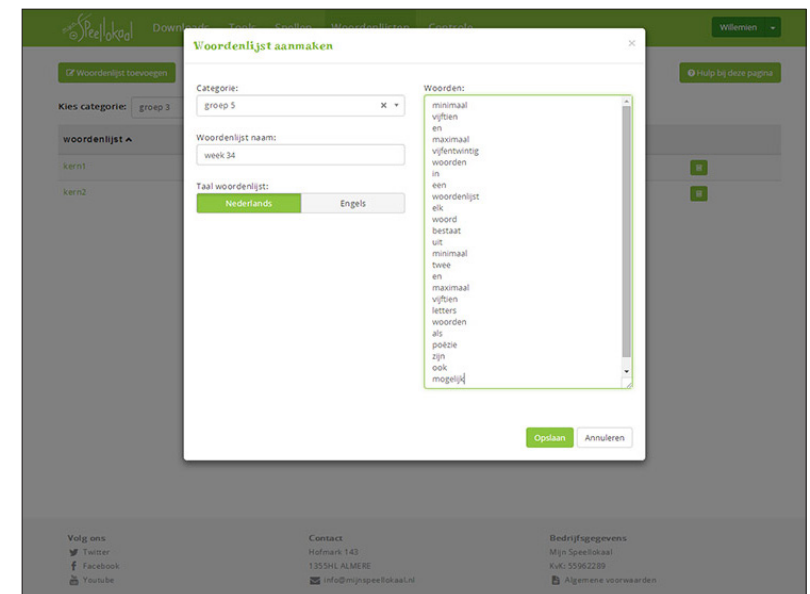 mijn Speellokaal
Downloads Tools Spellen Woordenlijsten Controle
Willemien
Woordenlijst aanmaken
×
Woordenlijst toevoegen
Hulp bij deze pagina
Kies categorie: groep 3
woordenlijst
kern1
kern2
Categorie:
groep 5
Woordenlijst naam:
week 34
Taal woordenlijst:
Nederlands Engels
Woorden:
minimaal
vijftien
en
maximaal
vijfentwintig
woorden
in
een
woordenlijst
elk
woord
bestaat
uit
minimaal
twee
en
maximaal
vijftien
letters
woorden
als
poëzie
zijn
ook
mogelijk
Opslaan Annuleren
Volg ons
Twitter
Facebook
Youtube
Contact
Hofmark 143
1355HL ALMERE
info@mijnspeellokaal.nl
Bedrijfsgegevens
Mijn Speellokaal
KvK: 55962289
Algemene voorwaarden